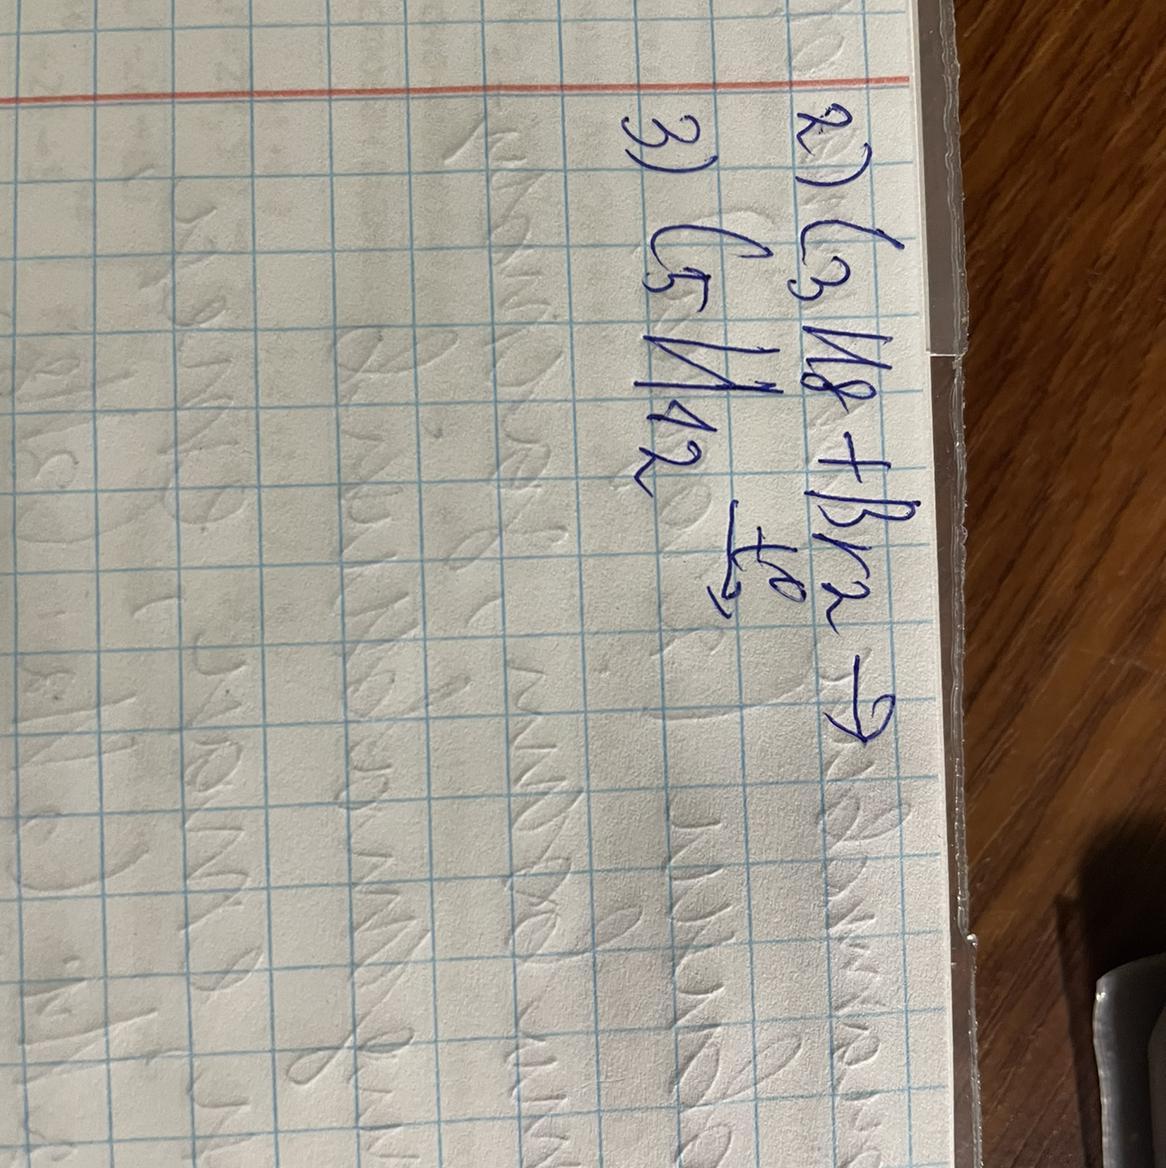 2) C3H8 + Br2 →
3) C5H12 t° →